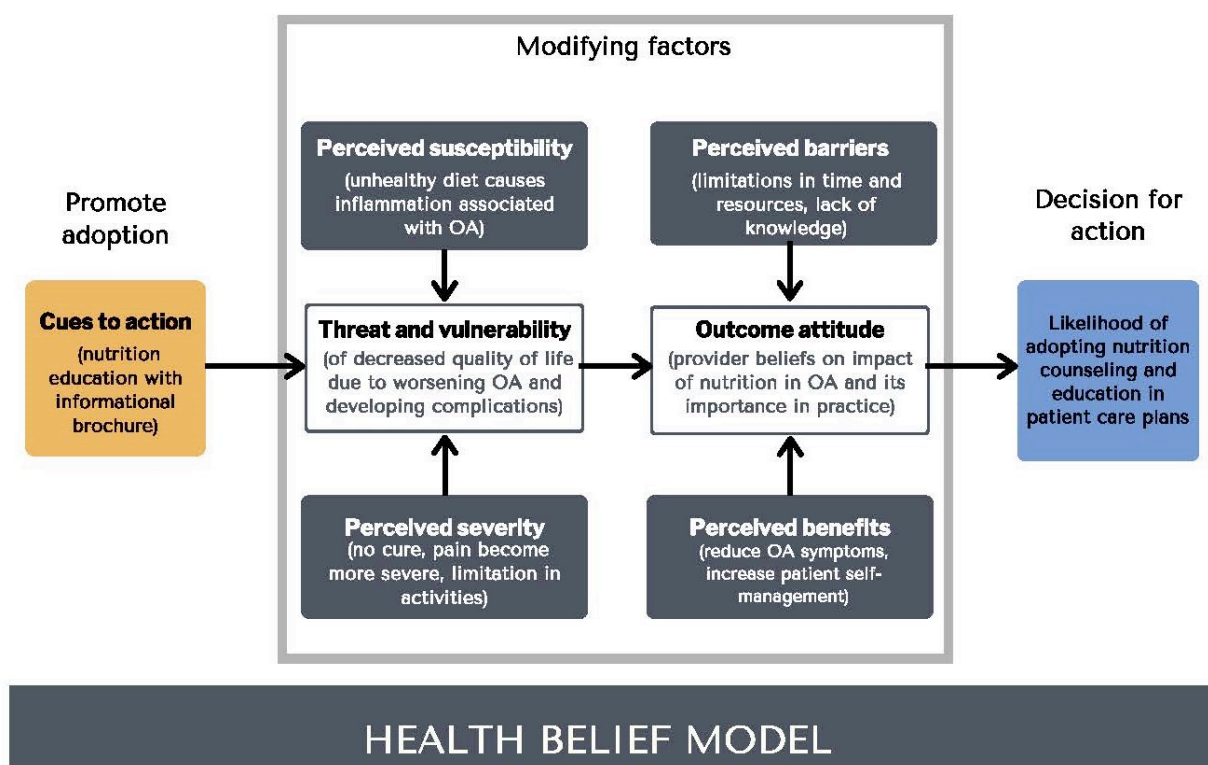 Modifying factors
Promote
adoption
Cues to action
(nutrition
education with
informational
brochure)
Perceived susceptibility
(unhealthy diet causes
inflammation associated
with OA)
Threat and vulnerability
(of decreased quality of life
due to worsening OA and
developing complications)
Perceived severity
(no cure, pain become
more severe, limitation in
activities)
Perceived barriers
(limitations in time and
resources, lack of
knowledge)
Outcome attitude
(provider beliefs on impact
of nutrition in OA and its
importance in practice)
Perceived benefits
(reduce OA symptoms,
increase patient self-
management)
Decision for
action
Likelihood of
adopting nutrition
counseling and
education in
patient care plans
HEALTH BELIEF MODEL